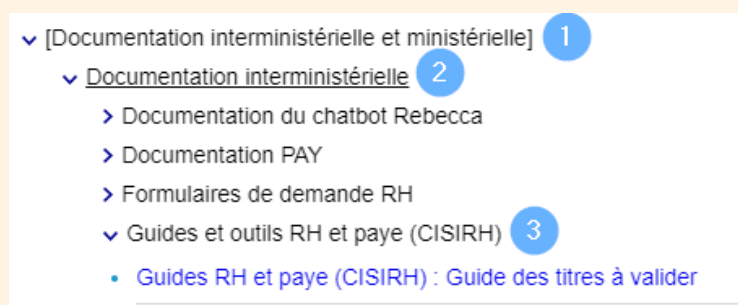 [Documentation interministérielle et ministérielle] 1
Documentation interministérielle 2
Documentation du chatbot Rebecca
Documentation PAY
Formulaires de demande RH
Guides et outils RH et paye (CISIRH) 3
Guides RH et paye (CISIRH) : Guide des titres à valider